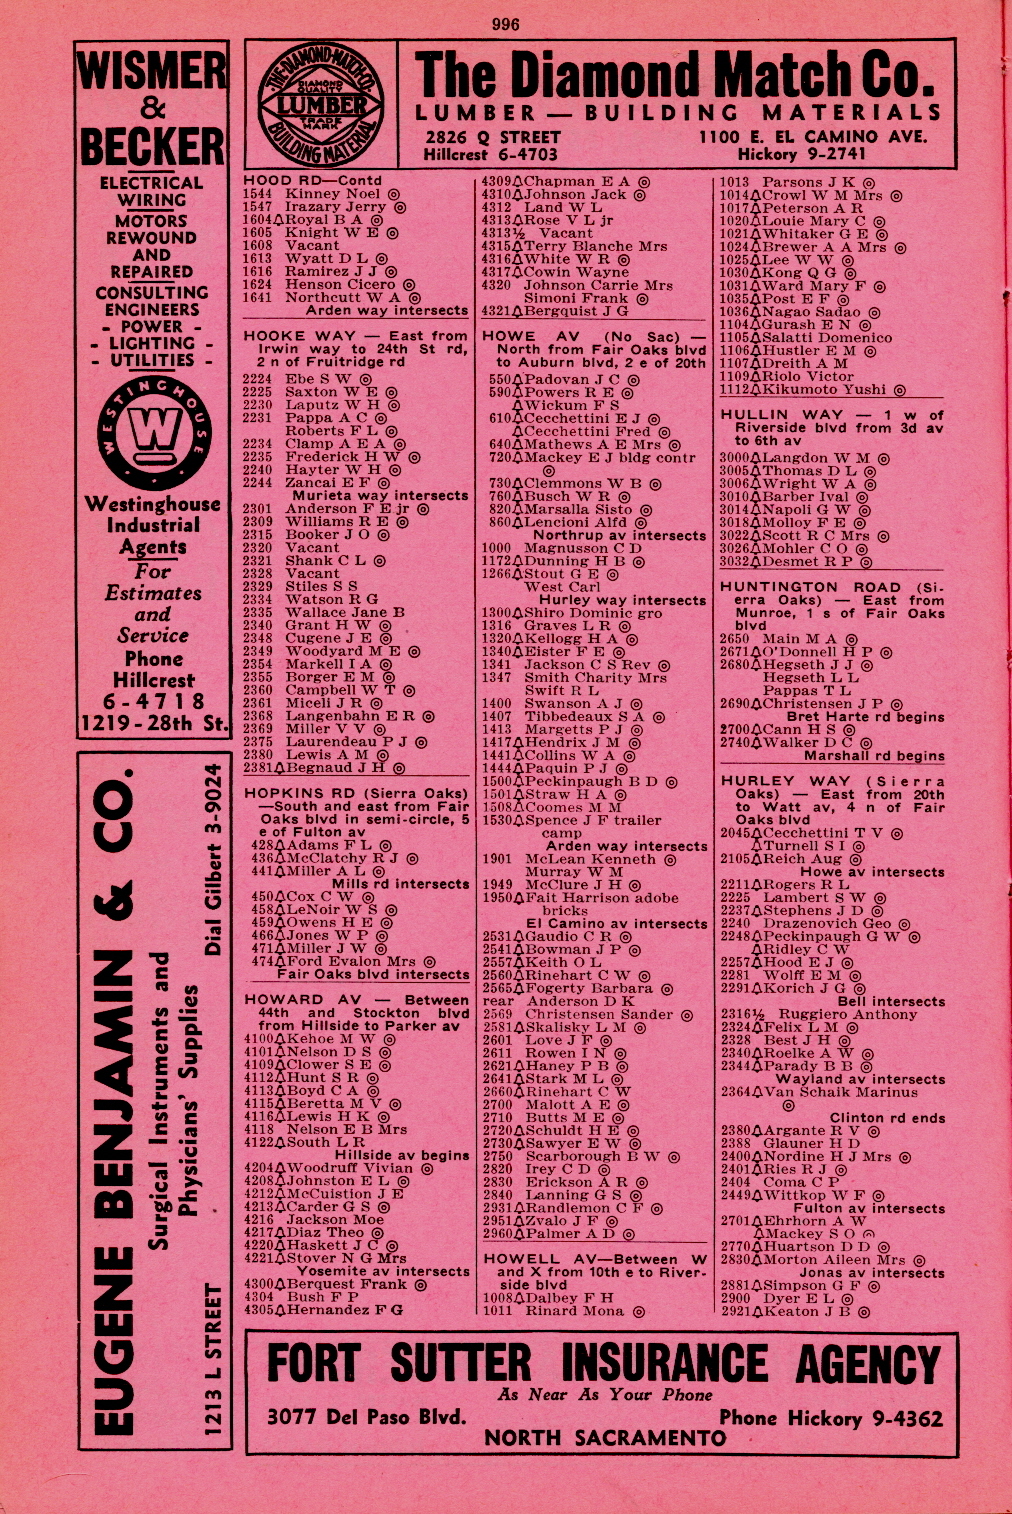 996
WISMER
&
BECKER
ELECTRICAL
WIRING
MOTORS
REWOUND
AND
REPAIRED
CONSULTING
ENGINEERS
- POWER -
- LIGHTING -
- UTILITIES -
WESTINGHOUSE
W
Westinghouse
Industrial
Agents
For
Estimates
and
Service
Phone
Hillcrest
6-4718
1219-28th St.
EUGENE BENJAMIN & CO.
Surgical Instruments and
Physicians' Supplies
1213 L STREET
Dial Gilbert 3-9024
THE DIAMOND MATCH CO.
DIAMOND
QUALITY
LUMBER
TRADE
MARK
BUILDING MATERIAL
The Diamond Match Co.
LUMBER — BUILDING MATERIALS
2826 Q STREET
Hillcrest 6-4703
1100 E. EL CAMINO AVE.
Hickory 9-2741
HOOD RD—Contd
1544 Kinney Noel ◎
1547 Irazary Jerry ◎
1604△Royal B A ◎
1605 Knight W E ◎
1608 Vacant
1613 Wyatt D L ◎
1616 Ramirez J J ◎
1624 Henson Cicero ◎
1641 Northcutt W A ◎
Arden way intersects
HOOKE WAY — East from
Irwin way to 24th St rd,
2 n of Fruitridge rd
2224 Ebe S W ◎
2225 Saxton W E ◎
2230 Laputz W H ◎
2231 Pappa A C ◎
Roberts F L ◎
2234 Clamp A E A ◎
2235 Frederick H W ◎
2240 Hayter W H ◎
2244 Zancai E F ◎
Murieta way intersects
2301 Anderson F E jr ◎
2309 Williams R E ◎
2315 Booker J O ◎
2320 Vacant
2321 Shank C L ◎
2328 Vacant
2329 Stiles S S
2334 Watson R G
2335 Wallace Jane B
2340 Grant H W ◎
2348 Cugene J E ◎
2349 Woodyard M E ◎
2354 Markell I A ◎
2355 Borger E M ◎
2360 Campbell W T ◎
2361 Miceli J R ◎
2368 Langenbahn E R ◎
2369 Miller V V ◎
2375 Laurendeau P J ◎
2380 Lewis A M ◎
2381△Begnaud J H ◎
HOPKINS RD (Sierra Oaks)
—South and east from Fair
Oaks blvd in semi-circle, 5
e of Fulton av
428△Adams F L ◎
436△McClatchy R J ◎
441△Miller A L ◎
Mills rd intersects
450△Cox C W ◎
458△LeNoir W S ◎
459△Owens H E ◎
466△Jones W P ◎
471△Miller J W ◎
474△Ford Evalon Mrs ◎
Fair Oaks blvd intersects
HOWARD AV — Between
44th and Stockton blvd
from Hillside to Parker av
4100△Kehoe M W ◎
4101△Nelson D S ◎
4109△Clower S E ◎
4112△Hunt S R ◎
4113△Boyd C A ◎
4115△Beretta M V ◎
4116△Lewis H K ◎
4118 Nelson E B Mrs
4122△South L R
Hillside av begins
4204△Woodruff Vivian ◎
4208△Johnston E L ◎
4212△McCuistion J E
4213△Carder G S ◎
4216 Jackson Moe
4217△Diaz Theo ◎
4220△Haskett J C ◎
4221△Stover N G Mrs
Yosemite av intersects
4300△Berquest Frank ◎
4304 Bush F P
4305△Hernandez F G
4309△Chapman E A ◎
4310△Johnson Jack ◎
4312 Land W L
4313△Rose V L jr
4313½ Vacant
4315△Terry Blanche Mrs
4316△White W R ◎
4317△Cowin Wayne
4320 Johnson Carrie Mrs
Simoni Frank ◎
4321△Bergquist J G
HOWE AV (No Sac) —
North from Fair Oaks blvd
to Auburn blvd, 2 e of 20th
550△Padovan J C ◎
590△Powers R E ◎
△Wickum F S
610△Cecchettini E J ◎
△Cecchettini Fred ◎
640△Mathews A E Mrs ◎
720△Mackey E J bldg contr
◎
730△Clemmons W B ◎
760△Busch W R ◎
820△Marsalla Sisto ◎
860△Lencioni Alfd ◎
Northrup av intersects
1000 Magnusson C D
1172△Dunning H B ◎
1266△Stout G E ◎
West Carl
Hurley way intersects
1300△Shiro Dominic gro
1316 Graves L R ◎
1320△Kellogg H A ◎
1340△Eister F E ◎
1341 Jackson C S Rev ◎
1347 Smith Charity Mrs
Swift R L
1400 Swanson A J ◎
1407 Tibbedeaux S A ◎
1413 Margetts P J ◎
1417△Hendrix J M ◎
1441△Collins W A ◎
1444△Paquin P J ◎
1500△Peckinpaugh B D ◎
1501△Straw H A ◎
1508△Coomes M M
1530△Spence J F trailer
camp
Arden way intersects
1901 McLean Kenneth ◎
Murray W M
1949 McClure J H ◎
1950△Fait Harrison adobe
bricks
El Camino av intersects
2531△Gaudio C R ◎
2541△Bowman J P ◎
2557△Keith O L
2560△Rinehart C W ◎
2565△Fogerty Barbara ◎
rear Anderson D K
2569 Christensen Sander ◎
2581△Skalisky L M ◎
2601 Love J F ◎
2611 Rowen I N ◎
2621△Haney P B ◎
2641△Stark M L ◎
2660△Rinehart C W
2700 Malott A E ◎
2710 Butts M E ◎
2720△Schuldt H E ◎
2730△Sawyer E W ◎
2750 Scarborough B W ◎
2820 Irey C D ◎
2830 Erickson A R ◎
2840 Lanning G S ◎
2931△Randlemon C F ◎
2951△Zvalo J F ◎
2960△Palmer A D ◎
HOWELL AV—Between W
and X from 10th e to River-
side blvd
1008△Dalbey F H
1011 Rinard Mona ◎
1013 Parsons J K ◎
1014△Crowl W M Mrs ◎
1017△Peterson A R
1020△Louie Mary C ◎
1021△Whitaker G E ◎
1024△Brewer A A Mrs ◎
1025△Lee W W ◎
1030△Kong Q G ◎
1031△Ward Mary F ◎
1035△Post E F ◎
1036△Nagao Sadao ◎
1104△Gurash E N ◎
1105△Salatti Domenico
1106△Hustler E M ◎
1107△Dreith A M
1109△Riolo Victor
1112△Kikumoto Yushi ◎
HULLIN WAY — 1 w of
Riverside blvd from 3d av
to 6th av
3000△Langdon W M ◎
3005△Thomas D L ◎
3006△Wright W A ◎
3010△Barber Ival ◎
3014△Napoli G W ◎
3018△Molloy F E ◎
3022△Scott R C Mrs ◎
3026△Mohler C O ◎
3032△Desmet R P ◎
HUNTINGTON ROAD (Si-
erra Oaks) — East from
Munroe, 1 s of Fair Oaks
blvd
2650 Main M A ◎
2671△O'Donnell H P ◎
2680△Hegseth J J ◎
Hegseth L L
Pappas T L
2690△Christensen J P ◎
Bret Harte rd begins
2700△Cann H S ◎
2740△Walker D C ◎
Marshall rd begins
HURLEY WAY (Sierra
Oaks) — East from 20th
to Watt av, 4 n of Fair
Oaks blvd
2045△Cecchettini T V ◎
△Turnell S I ◎
2105△Reich Aug ◎
Howe av intersects
2211△Rogers R L
2225 Lambert S W ◎
2237△Stephens J D ◎
2240 Drazenovich Geo ◎
2248△Peckinpaugh G W ◎
△Ridley C W
2257△Hood E J ◎
2281 Wolff E M ◎
2291△Korich J G ◎
Bell intersects
2316½ Ruggiero Anthony
2324△Felix L M ◎
2328 Best J H ◎
2340△Roelke A W ◎
2344△Parady B B ◎
Wayland av intersects
2364△Van Schaik Marinus
◎
Clinton rd ends
2380△Argante R V ◎
2388 Glauner H D
2400△Nordine H J Mrs ◎
2401△Ries R J ◎
2404 Coma C P
2449△Wittkop W F ◎
Fulton av intersects
2701△Ehrhorn A W
△Mackey S O ◎
2770△Huartson D D ◎
2830△Morton Aileen Mrs ◎
Jonas av intersects
2881△Simpson G F ◎
2900 Dyer E L ◎
2921△Keaton J B ◎
FORT SUTTER INSURANCE AGENCY
As Near As Your Phone
3077 Del Paso Blvd.
Phone Hickory 9-4362
NORTH SACRAMENTO